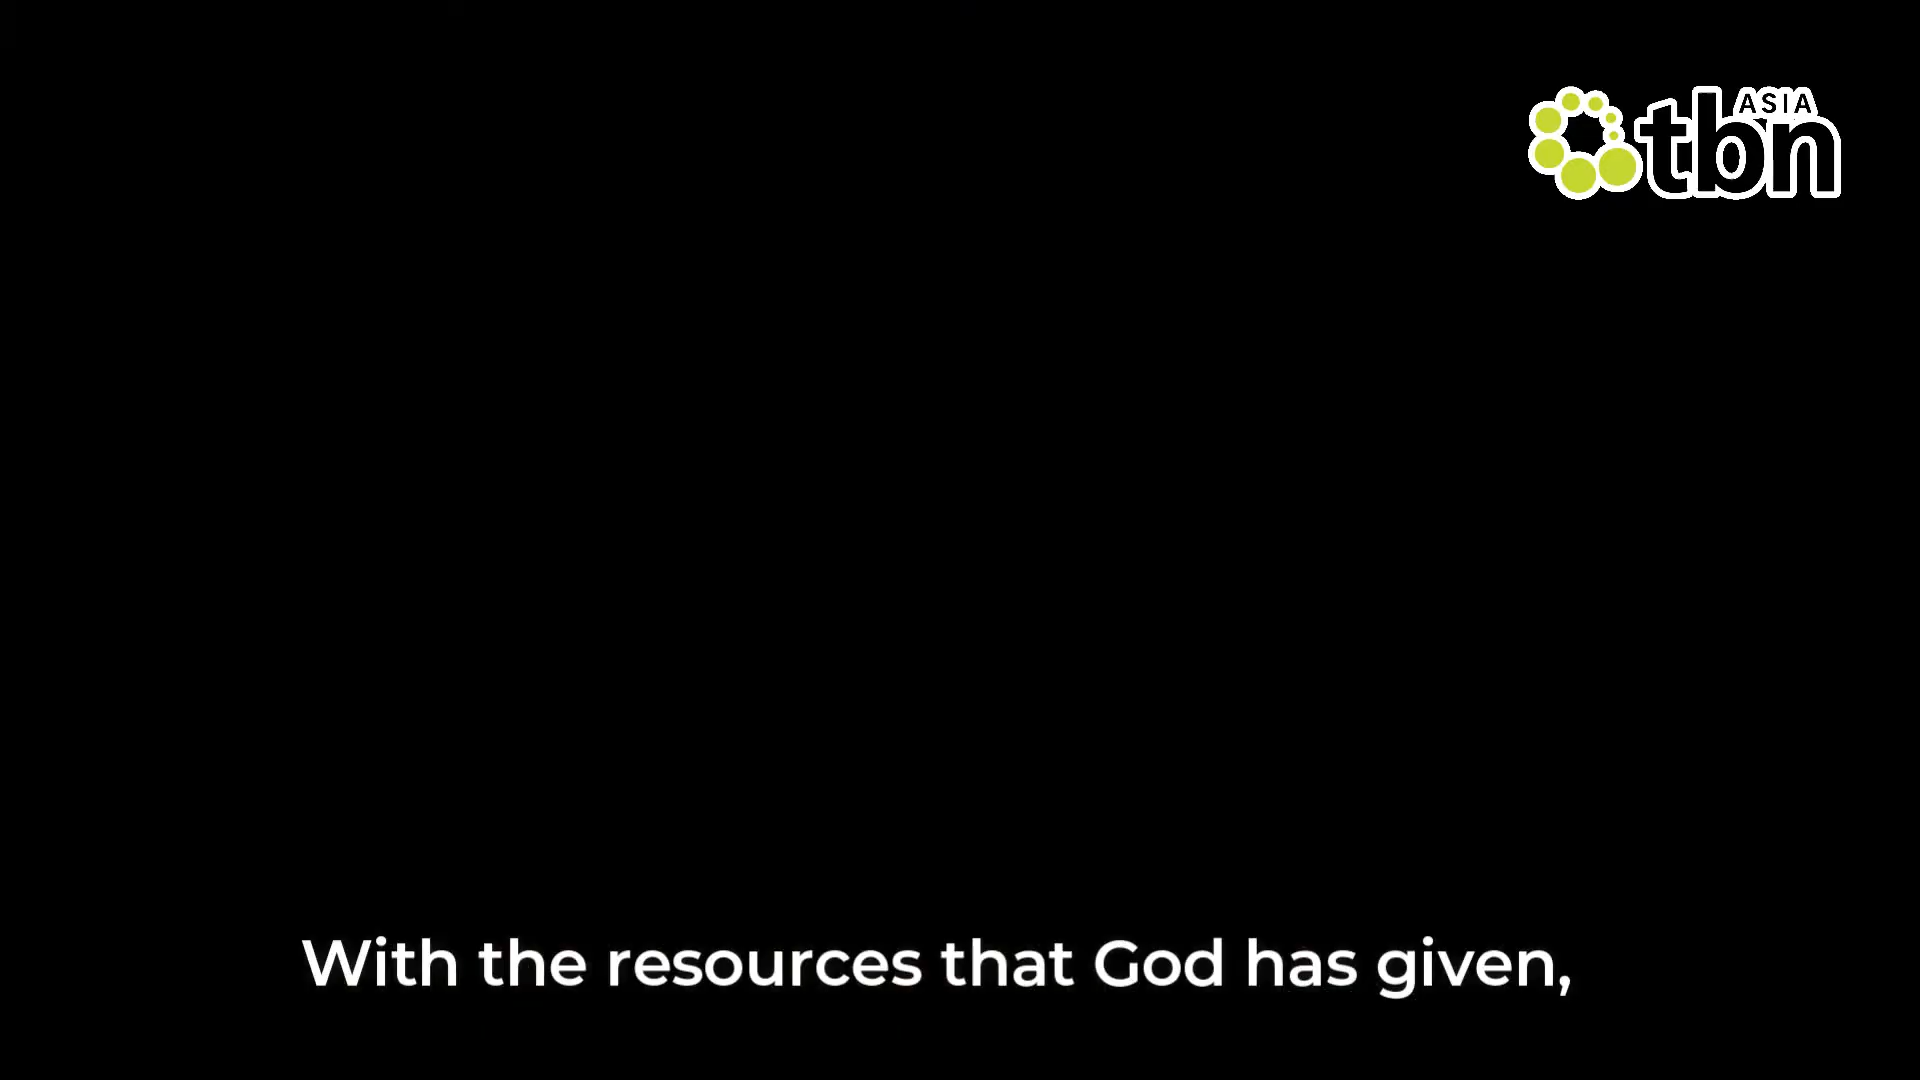 ASIA
tbn
With the resources that God has given,